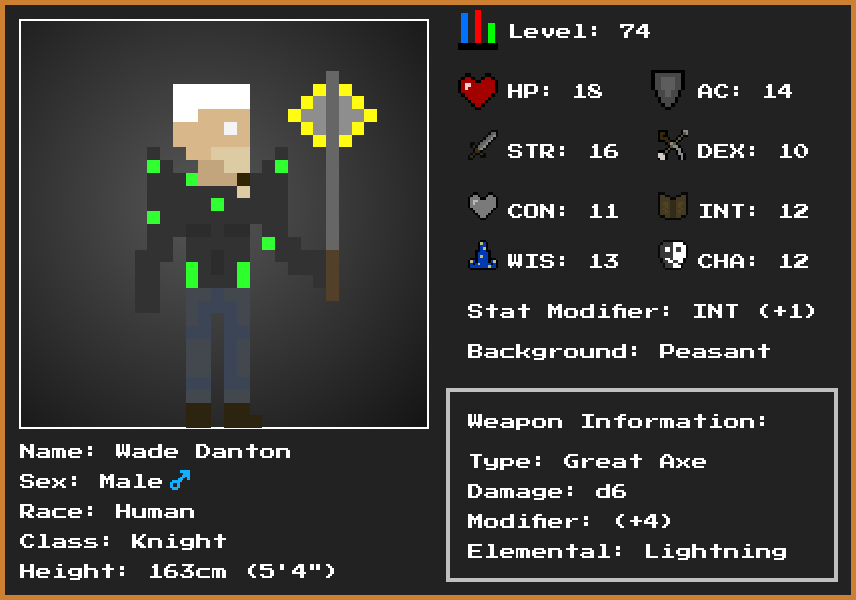 Level: 74
HP: 18 AC: 14
STR: 16 DEX: 10
CON: 11 INT: 12
WIS: 13 CHA: 12
Stat Modifier: INT (+1)
Background: Peasant
Weapon Information:
Type: Great Axe
Damage: d6
Modifier: (+4)
Elemental: Lightning
Name: Wade Danton
Sex: Male ♂
Race: Human
Class: Knight
Height: 163cm (5'4")